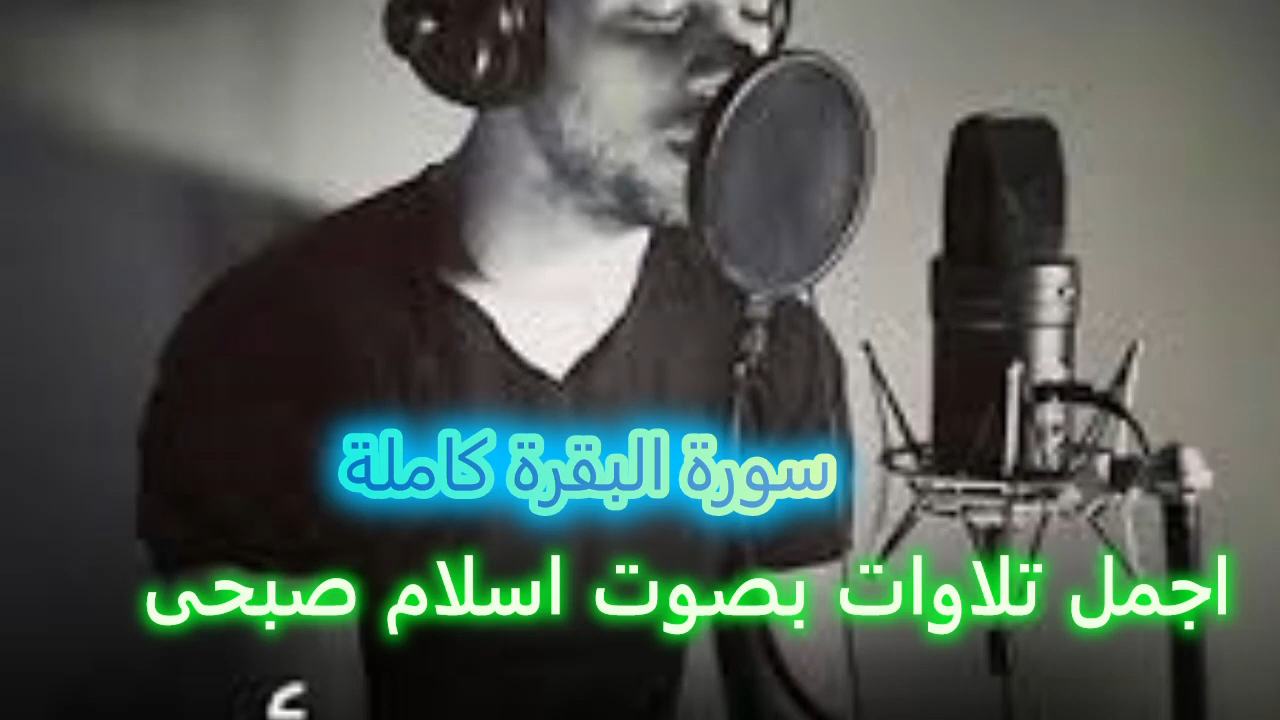 سورة البقرة كاملة
اجمل تلاوات بصوت اسلام صبحى
أ